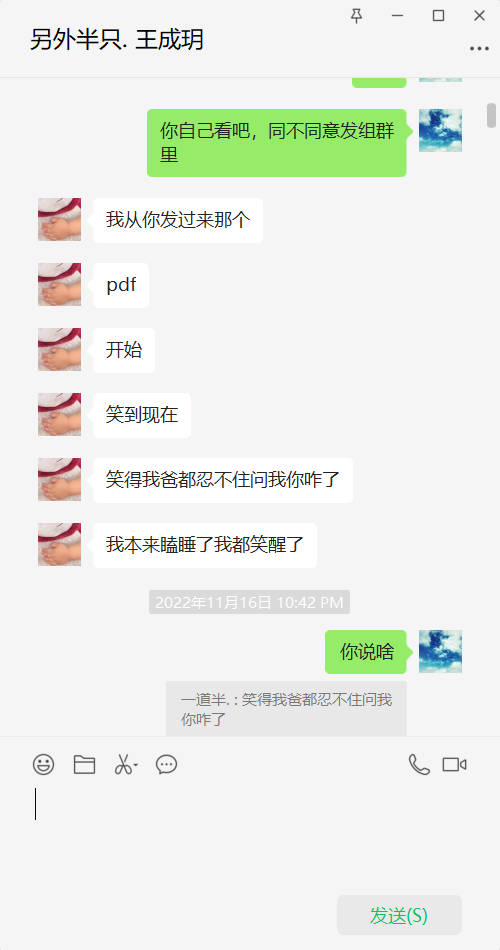 另外半只. 王成玥
你自己看吧，同不同意发组群
里
我从你发过来那个
pdf
开始
笑到现在
笑得我爸都忍不住问我你咋了
我本来瞌睡了我都笑醒了
2022年11月16日 10:42 PM
你说啥
一道半. : 笑得我爸都忍不住问我
你咋了
发送(S)